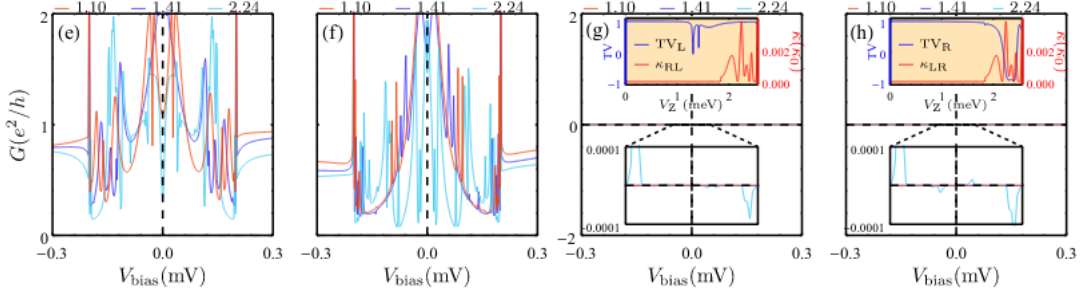 1.10 1.41 2.24 1.10 1.41 2.24 1.10 1.41 2.24 1.10 1.41 2.24
2 (e) (f) 2 (g) (h)
1 TV 0 −1 TV_L κ_RL 0.002 0.000 κ(κ0)
1 TV 0 −1 TV_R κ_LR 0.002 0.000 κ(κ0)
0 V_Z (meV) 2 0 V_Z (meV) 2
G(e²/h) 1 0
0.0001 0.0001
-0.0001 -0.0001
0 −2
−0.3 0.0 0.3 −0.3 0.0 0.3 −0.3 0.0 0.3 −0.3 0.0 0.3
V_bias(mV) V_bias(mV) V_bias(mV) V_bias(mV)